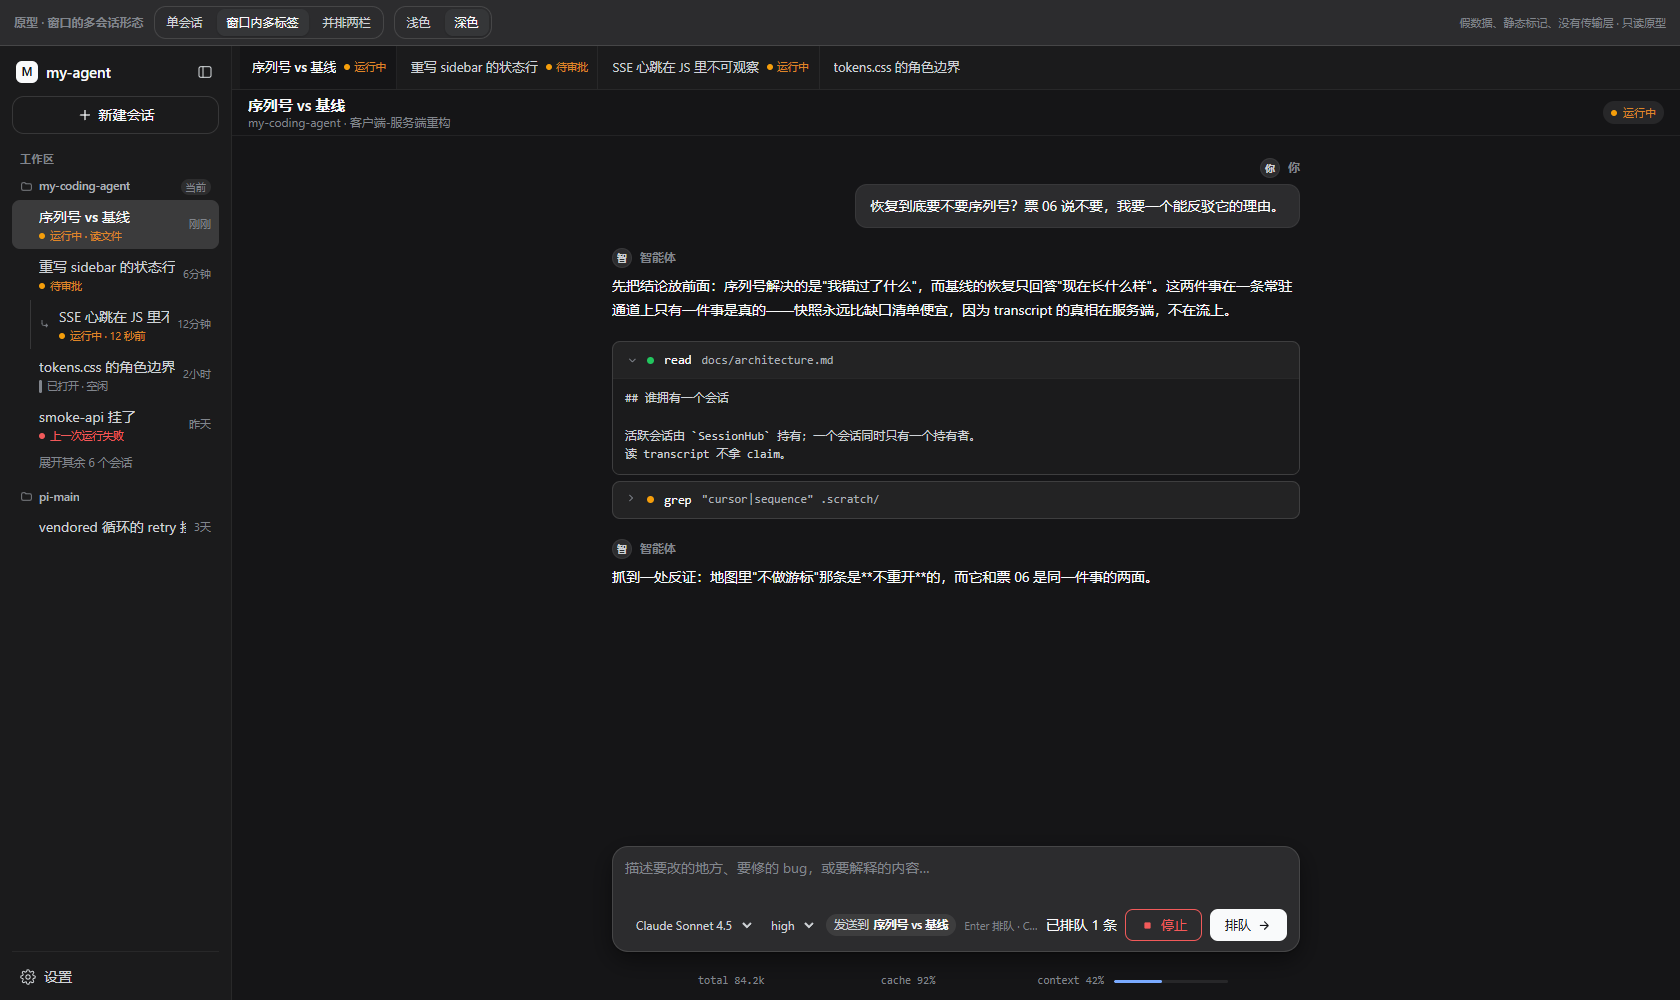 原型 · 窗口的多会话形态
单会话 窗口内多标签 并排两栏
浅色 深色
假数据、静态标记、没有传输层 · 只读原型
M my-agent
+ 新建会话
工作区
my-coding-agent 当前
序列号 vs 基线 刚刚
运行中 · 读文件
重写 sidebar 的状态行 6分钟
待审批
SSE 心跳在 JS 里 12分钟
运行中 · 12 秒前
tokens.css 的角色边界 2小时
已打开 · 空闲
smoke-api 挂了 昨天
上一次运行失败
展开其余 6 个会话
pi-main
vendored 循环的 retry 3天
设置
序列号 vs 基线 运行中
重写 sidebar 的状态行 待审批
SSE 心跳在 JS 里不可观察 运行中
tokens.css 的角色边界
序列号 vs 基线
my-coding-agent · 客户端-服务端重构
运行中
你 你
恢复到底要不要序列号？票 06 说不要，我要一个能反驳它的理由。
智 智能体
先把结论放前面：序列号解决的是"我错过了什么"，而基线的恢复只回答"现在长什么样"。这两件事在一条常驻
通道上只有一件事是真的——快照永远比缺口清单便宜，因为 transcript 的真相在服务端，不在流上。
read docs/architecture.md
## 谁拥有一个会话
活跃会话由 `SessionHub` 持有；一个会话同时只有一个持有者。
读 transcript 不拿 claim。
grep "cursor|sequence" .scratch/
智 智能体
抓到一处反证：地图里"不做游标"那条是**不重开**的，而它和票 06 是同一件事的两面。
描述要改的地方、要修的 bug，或要解释的内容...
Claude Sonnet 4.5 high 发送到 序列号 vs 基线 Enter 排队 · C... 已排队 1 条 停止 排队 →
total 84.2k cache 92% context 42%